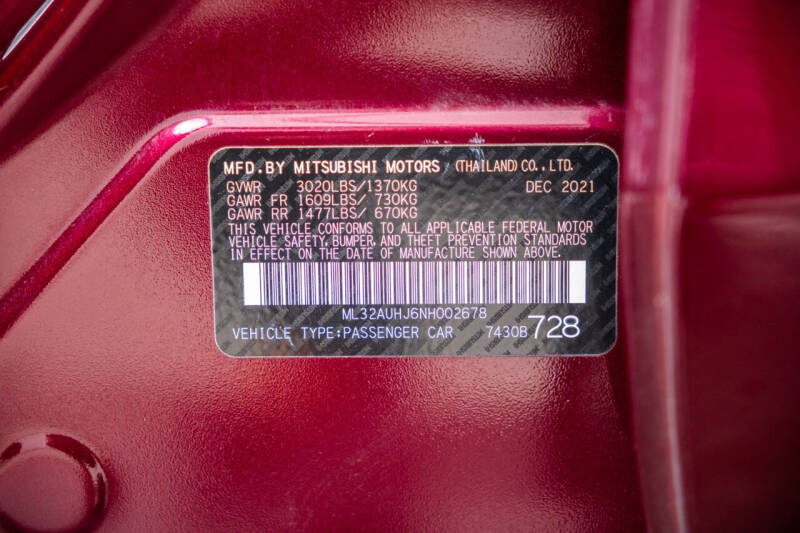 MFD.BY MITSUBISHI MOTORS (THAILAND) CO., LTD.
GVWR 3020LBS/1370KG DEC 2021
GAWR FR 1609LBS/ 730KG
GAWR RR 1477LBS/ 670KG
THIS VEHICLE CONFORMS TO ALL APPLICABLE FEDERAL MOTOR
VEHICLE SAFETY, BUMPER, AND THEFT PREVENTION STANDARDS
IN EFFECT ON THE DATE OF MANUFACTURE SHOWN ABOVE.
ML32AUHJ6NH002678
VEHICLE TYPE:PASSENGER CAR 7430B 728